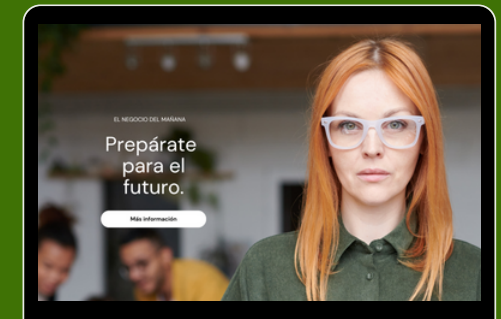 EL NEGOCIO DEL MAÑANA
Prepárate
para el
futuro.
Más información